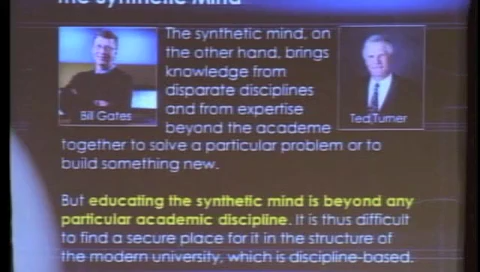 The Synthetic Mind
The synthetic mind, on
the other hand, brings
knowledge from
disparate disciplines
and from expertise
beyond the academe
together to solve a particular problem or to
build something new.
Bill Gates
Ted Turner
But educating the synthetic mind is beyond any
particular academic discipline. It is thus difficult
to find a secure place for it in the structure of
the modern university, which is discipline-based.